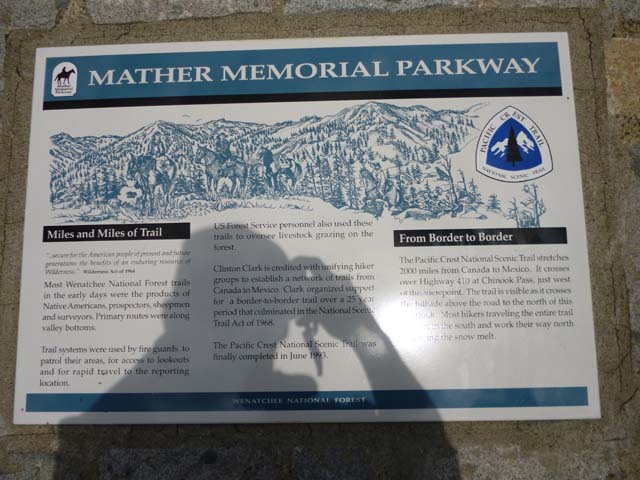 MATHER MEMORIAL PARKWAY
Mather
Memorial
Parkway
PACIFIC CREST TRAIL
NATIONAL SCENIC TRAIL
Miles and Miles of Trail
"...secure for the American people of present and future
generations the benefits of an enduring resource of
Wilderness." Wilderness Act of 1964
Most Wenatchee National Forest trails
in the early days were the products of
Native Americans, prospectors, sheepmen
and surveyors. Primary routes were along
valley bottoms.
Trail systems were used by fire guards to
patrol their areas, for access to lookouts
and for rapid travel to the reporting
location.
US Forest Service personnel also used these
trails to oversee livestock grazing on the
forest.
Clinton Clark is credited with unifying hiker
groups to establish a network of trails from
Canada to Mexico. Clark organized support
for a border-to-border trail over a 25 year
period that culminated in the National Scenic
Trail Act of 1968.
The Pacific Crest National Scenic Trail was
finally completed in June 1993.
From Border to Border
The Pacific Crest National Scenic Trail stretches
2000 miles from Canada to Mexico. It crosses
over Highway 410 at Chinook Pass, just west
of this viewpoint. The trail is visible as it crosses
the hillside above the road to the north of this
Most hikers traveling the entire trail
in the south and work their way north
the snow melt.
WENATCHEE NATIONAL FOREST